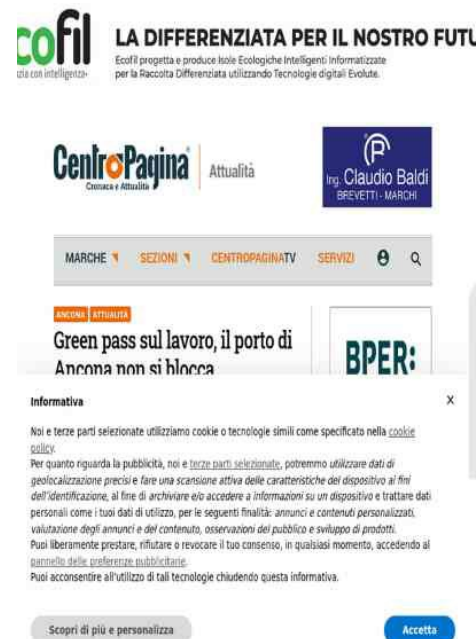 cofil
zia con intelligenza•
LA DIFFERENZIATA PER IL NOSTRO FUTU
Ecofil progetta e produce Isole Ecologiche Intelligenti Informatizzate
per la Raccolta Differenziata utilizzando Tecnologie digitali Evolute.
CentroPagina
Cronaca e Attualità
Attualità
R
Ing. Claudio Baldi
BREVETTI - MARCHI
MARCHE SEZIONI CENTROPAGINATV SERVIZI
ANCONA ATTUALITÀ
Green pass sul lavoro, il porto di
Ancona non si blocca
BPER:
Informativa
X
Noi e terze parti selezionate utilizziamo cookie o tecnologie simili come specificato nella cookie
policy.
Per quanto riguarda la pubblicità, noi e terze parti selezionate, potremmo utilizzare dati di
geolocalizzazione precisi e fare una scansione attiva delle caratteristiche del dispositivo ai fini
dell'identificazione, al fine di archiviare e/o accedere a informazioni su un dispositivo e trattare dati
personali come i tuoi dati di utilizzo, per le seguenti finalità: annunci e contenuti personalizzati,
valutazione degli annunci e del contenuto, osservazioni del pubblico e sviluppo di prodotti.
Puoi liberamente prestare, rifiutare o revocare il tuo consenso, in qualsiasi momento, accedendo al
pannello delle preferenze pubblicitarie.
Puoi acconsentire all'utilizzo di tali tecnologie chiudendo questa informativa.
Scopri di più e personalizza
Accetta